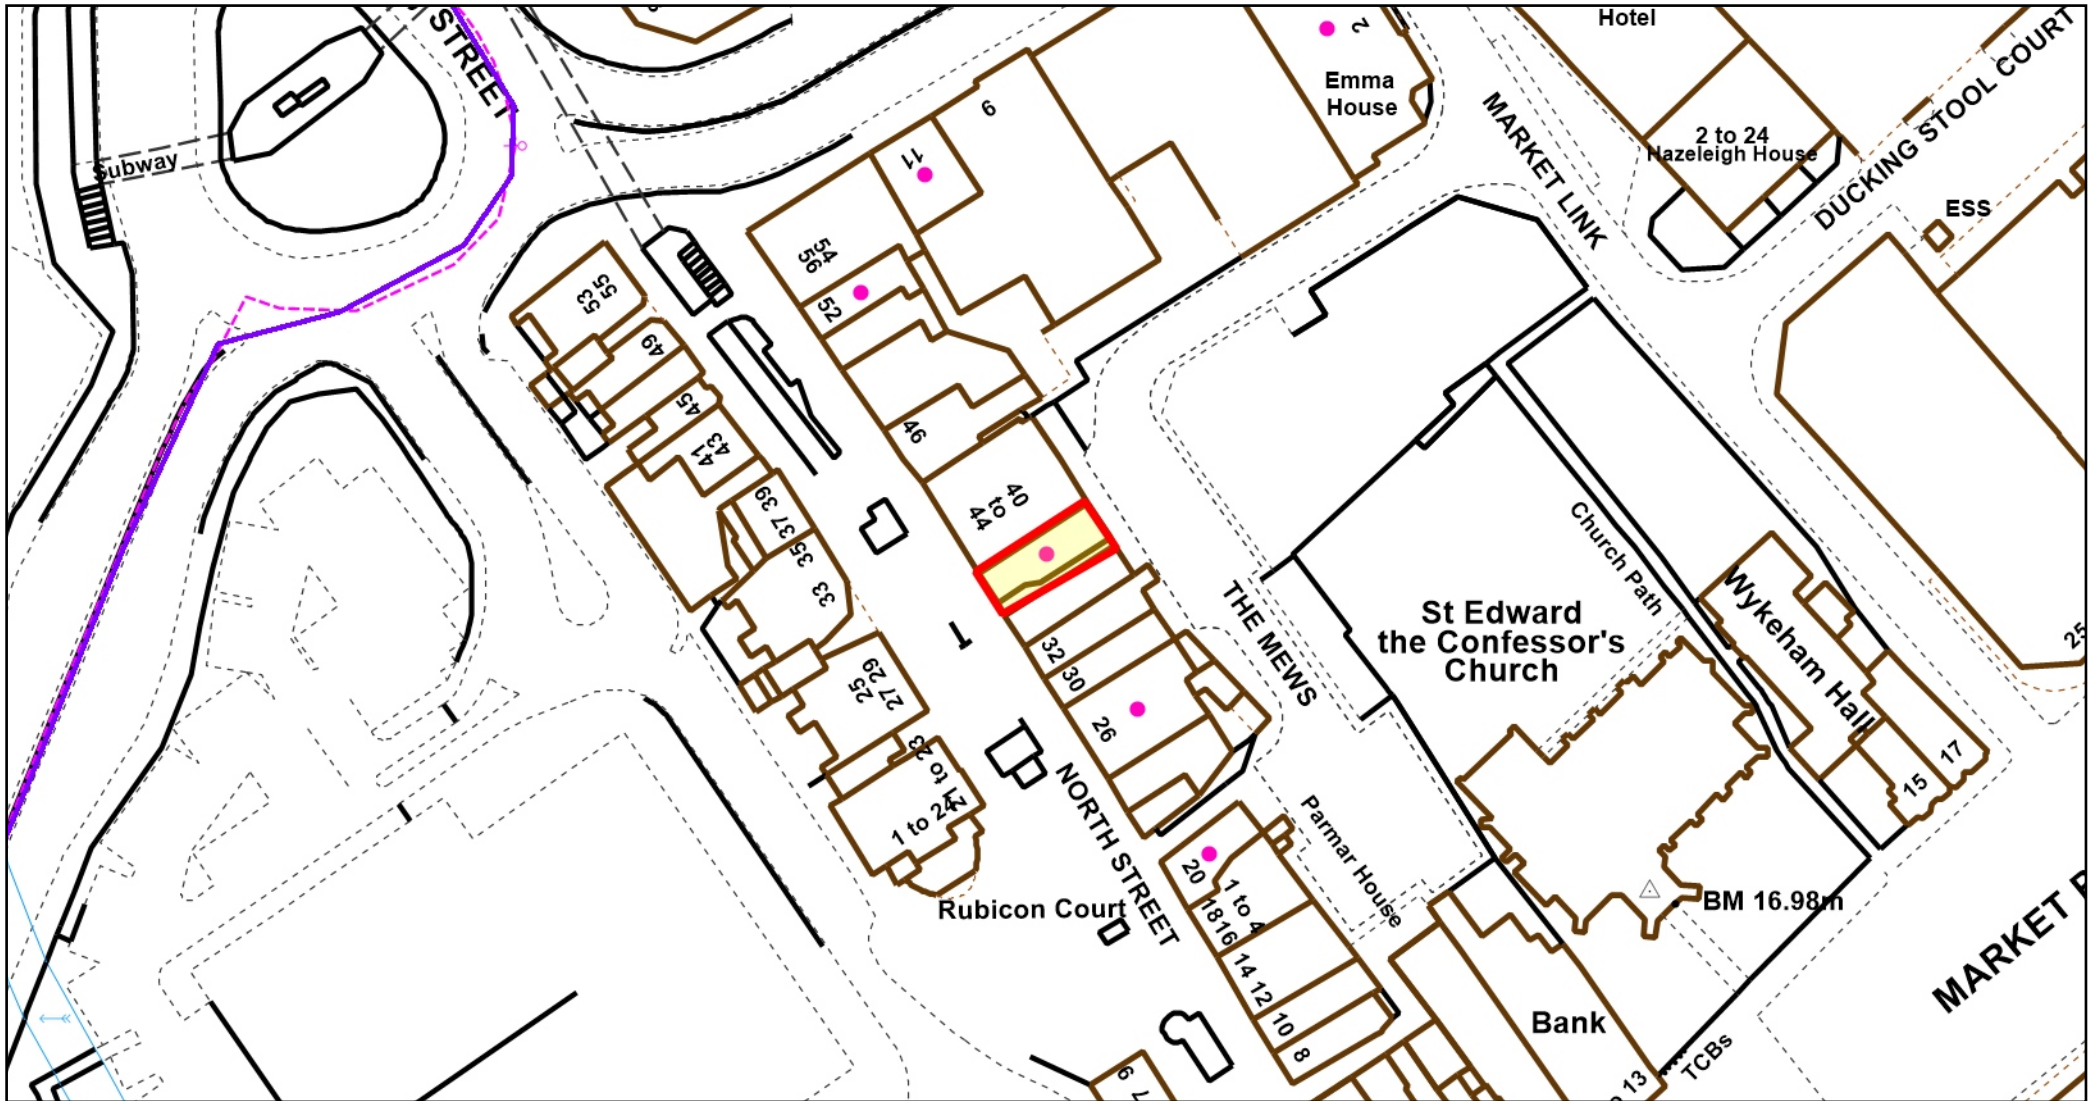 STREET
Subway
Hotel
2
Emma
House
MARKET LINK
2 to 24
Hazeleigh House
DUCKING STOOL COURT
ESS
6
11
54
56
52
55
53
49
45
43
41
46
40
to
44
39
37
35
33
32
30
26
27 29
25
21 to 23
1 to 24
Rubicon Court
NORTH STREET
THE MEWS
Church Path
St Edward
the Confessor's
Church
Wykeham Hall
17
15
25
Parmar House
20
1 to 4
18
16
14
12
10
8
BM 16.98m
Bank
TCBs
13
MARKET P
9
7